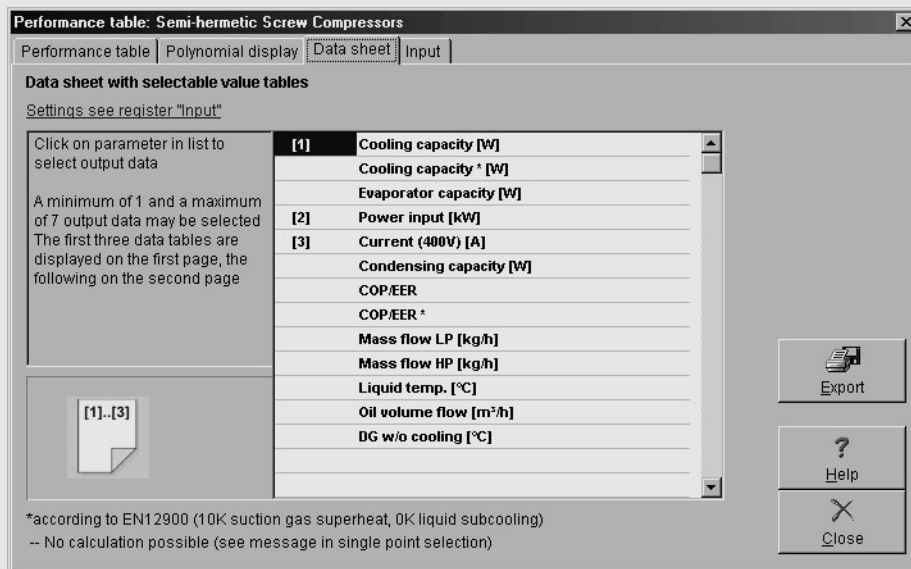 Performance table: Semi-hermetic Screw Compressors
Performance table
Polynomial display
Data sheet
Input
Data sheet with selectable value tables
Settings see register "Input"
Click on parameter in list to
select output data
A minimum of 1 and a maximum
of 7 output data may be selected
The first three data tables are
displayed on the first page, the
following on the second page
[1] Cooling capacity [W]
Cooling capacity * [W]
Evaporator capacity [W]
[2] Power input [kW]
[3] Current (400V) [A]
Condensing capacity [W]
COP/EER
COP/EER *
Mass flow LP [kg/h]
Mass flow HP [kg/h]
Liquid temp. [°C]
Oil volume flow [m³/h]
DG w/o cooling [°C]
[1]..[3]
Export
?
Help
Close
*according to EN12900 (10K suction gas superheat, 0K liquid subcooling)
-- No calculation possible (see message in single point selection)